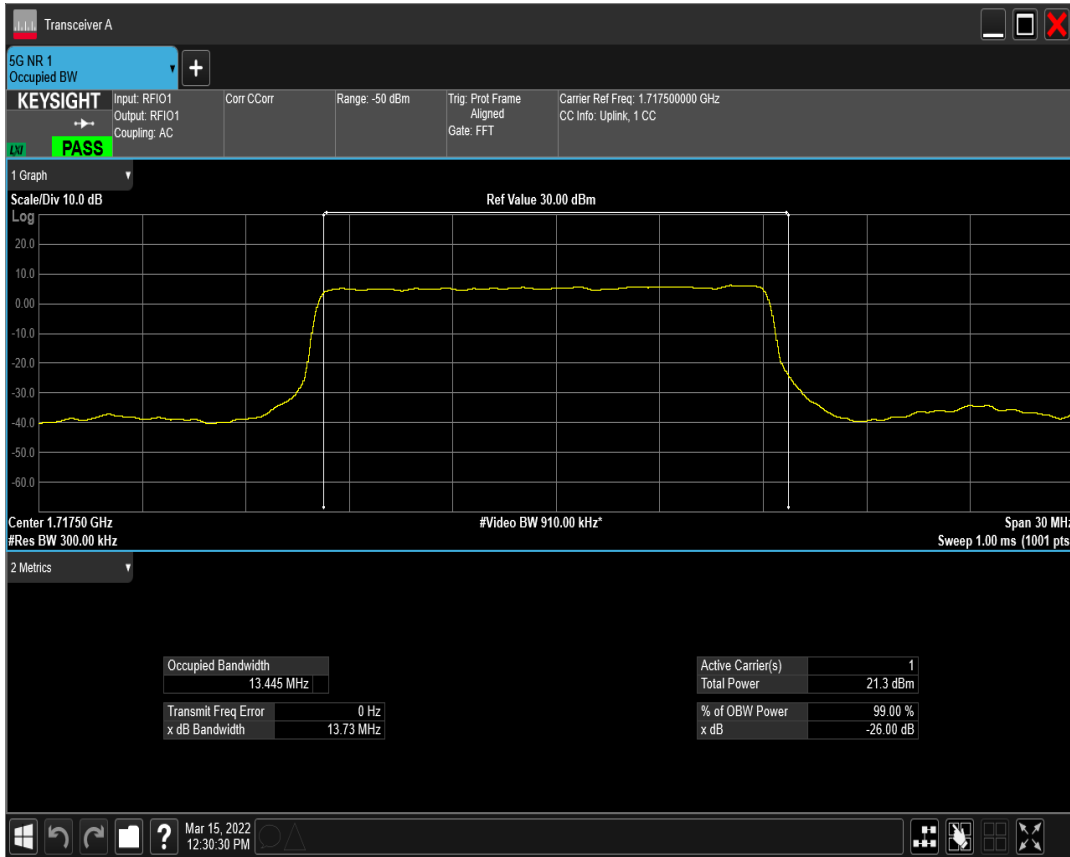 Transceiver A
5G NR 1
Occupied BW
KEYSIGHT
LXI
PASS
Input: RFIO1
Output: RFIO1
Coupling: AC
Corr CCorr
Range: -50 dBm
Trig: Prot Frame
Aligned
Gate: FFT
Carrier Ref Freq: 1.717500000 GHz
CC Info: Uplink, 1 CC
1 Graph
Scale/Div 10.0 dB
Ref Value 30.00 dBm
Log
20.0
10.0
0.00
-10.0
-20.0
-30.0
-40.0
-50.0
-60.0
Center 1.71750 GHz
#Video BW 910.00 kHz*
Span 30 MHz
#Res BW 300.00 kHz
Sweep 1.00 ms (1001 pts
2 Metrics
Occupied Bandwidth
13.445 MHz
Transmit Freq Error 0 Hz
x dB Bandwidth 13.73 MHz
Active Carrier(s) 1
Total Power 21.3 dBm
% of OBW Power 99.00 %
x dB -26.00 dB
?
Mar 15, 2022
12:30:30 PM